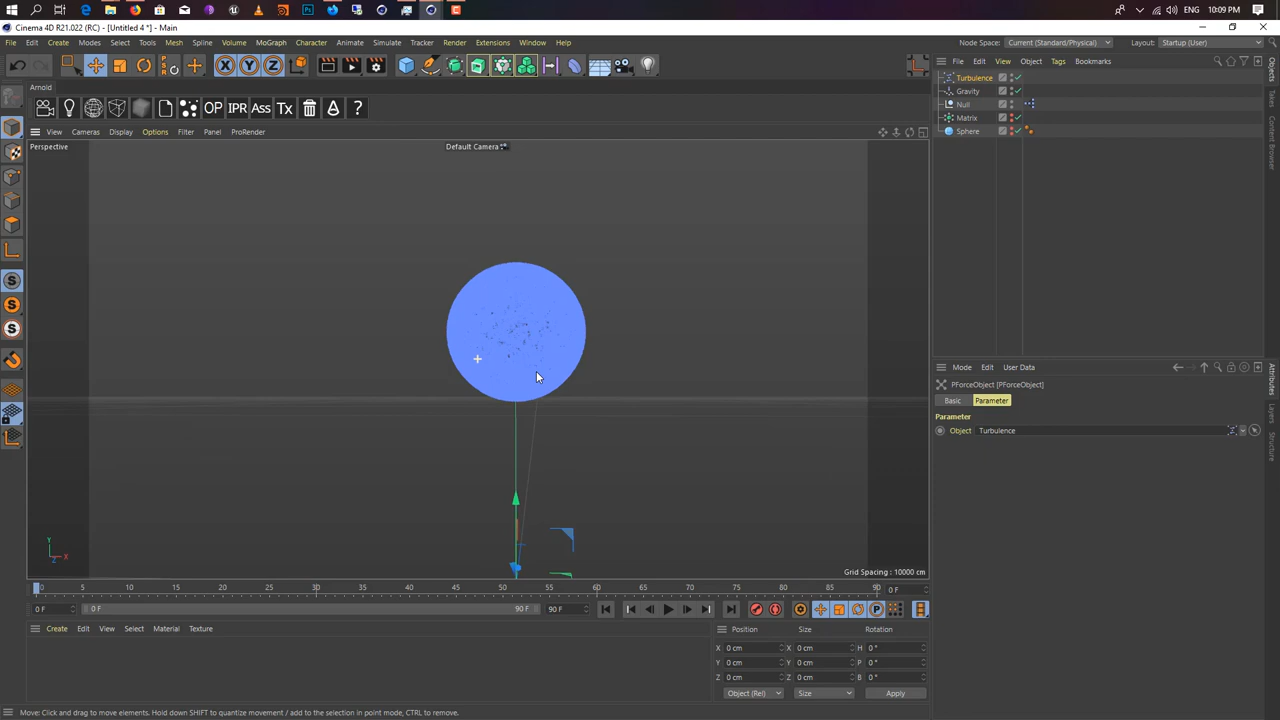 ENG 10:09 PM
Cinema 4D R21.022 (RC) - [Untitled 4 *] - Main
File Edit Create Modes Select Tools Mesh Spline Volume MoGraph Character Animate Simulate Tracker Render Extensions Window Help
Node Space: Current (Standard/Physical) Layout: Startup (User)
X Y Z
File Edit View Object Tags Bookmarks
Arnold
OP IPR Ass Tx ?
View Cameras Display Options Filter Panel ProRender
Perspective
Default Camera
Turbulence
Gravity
Null
Matrix
Sphere
Objects
Takes
Content Browser
Mode Edit User Data
PForceObject [PForceObject]
Basic Parameter
Parameter
Object Turbulence
Attributes
Layers
Structure
S
S
S
Y
X
Z
Grid Spacing : 10000 cm
0 5 10 15 20 25 30 35 40 45 50 55 60 65 70 75 80 85 90 0 F
0 F 0 F 90 F 90 F P
Create Edit View Select Material Texture
Position Size Rotation
X 0 cm X 0 cm H 0 °
Y 0 cm Y 0 cm P 0 °
Z 0 cm Z 0 cm B 0 °
Object (Rel) Size Apply
Move: Click and drag to move elements. Hold down SHIFT to quantize movement / add to the selection in point mode, CTRL to remove.